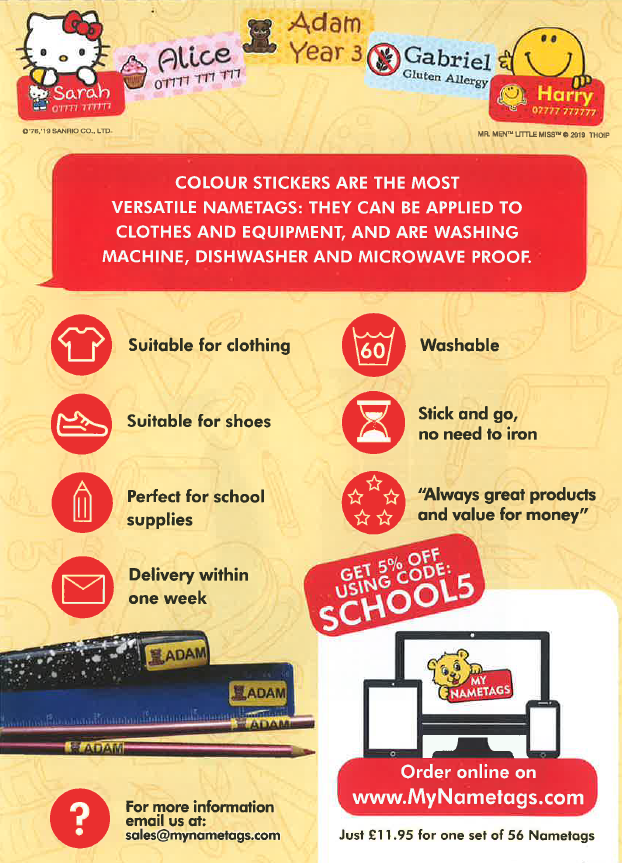 Adam
Year 3
Alice
07777 777 777
Gabriel
Gluten Allergy
Sarah
07777 777777
Harry
07777 777777
© '76, '19 SANRIO CO., LTD.
MR. MEN™ LITTLE MISS™ © 2019 THOIP
COLOUR STICKERS ARE THE MOST
VERSATILE NAMETAGS: THEY CAN BE APPLIED TO
CLOTHES AND EQUIPMENT, AND ARE WASHING
MACHINE, DISHWASHER AND MICROWAVE PROOF.
Suitable for clothing
60
Washable
Suitable for shoes
Stick and go,
no need to iron
Perfect for school
supplies
"Always great products
and value for money"
Delivery within
one week
GET 5% OFF
USING CODE:
SCHOOL5
ADAM
ADAM
ADAM
ADAM
MY
NAMETAGS
Order online on
www.MyNametags.com
?
For more information
email us at:
sales@mynametags.com
Just £11.95 for one set of 56 Nametags